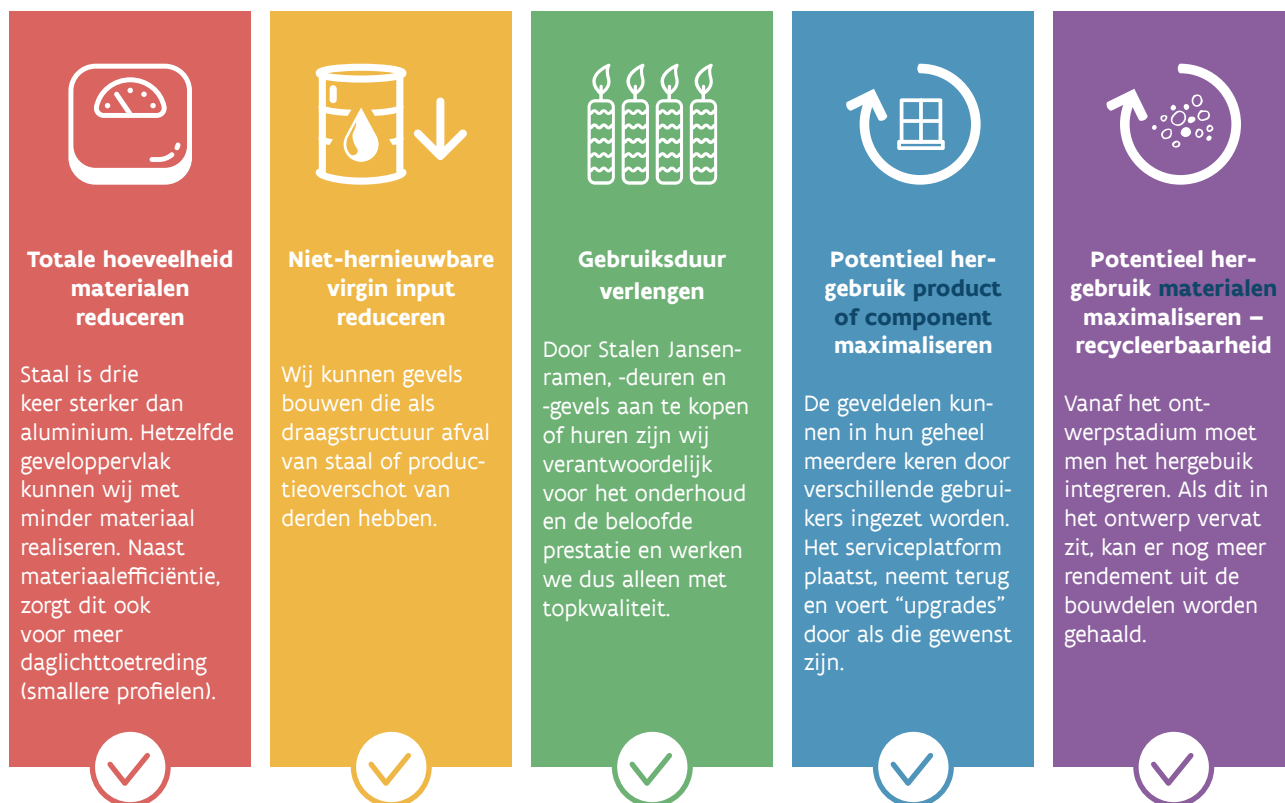 Totale hoeveelheid
materialen
reduceren
Staal is drie
keer sterker dan
aluminium. Hetzelfde
geveloppervlak
kunnen wij met
minder materiaal
realiseren. Naast
materiaalefficiëntie,
zorgt dit ook
voor meer
daglichttoetreding
(smallere profielen).
Niet-hernieuwbare
virgin input
reduceren
Wij kunnen gevels
bouwen die als
draagstructuur afval
van staal of produc-
tieoverschot van
derden hebben.
Gebruiksduur
verlengen
Door Stalen Jansen-
ramen, -deuren en
-gevels aan te kopen
of huren zijn wij
verantwoordelijk
voor het onderhoud
en de beloofde
prestatie en werken
we dus alleen met
topkwaliteit.
Potentieel her-
gebruik product
of component
maximaliseren
De geveldelen kun-
nen in hun geheel
meerdere keren door
verschillende gebrui-
kers ingezet worden.
Het serviceplatform
plaatst, neemt terug
en voert “upgrades”
door als die gewenst
zijn.
Potentieel her-
gebruik materialen
maximaliseren –
recycleerbaarheid
Vanaf het ont-
werpstadium moet
men het hergebuik
integreren. Als dit in
het ontwerp vervat
zit, kan er nog meer
rendement uit de
bouwdelen worden
gehaald.